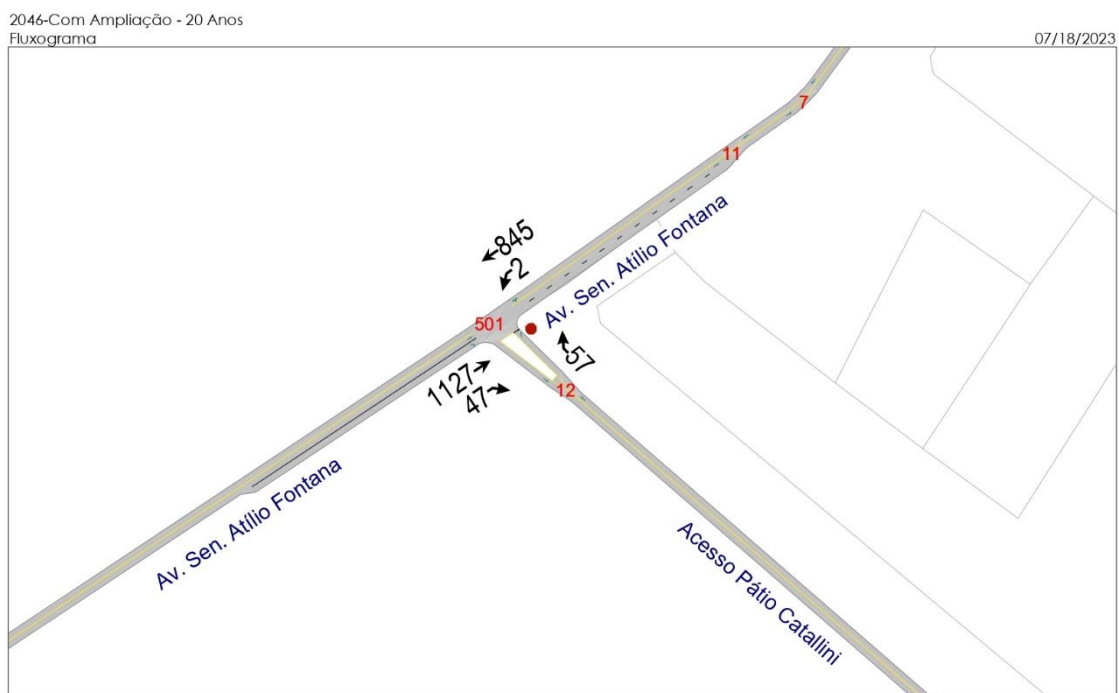 2046-Com Ampliação - 20 Anos
Fluxograma
07/18/2023
7
11
845
2
Av. Sen. Atílio Fontana
501
57
1127
47
12
Av. Sen. Atílio Fontana
Acesso Pátio Catallini